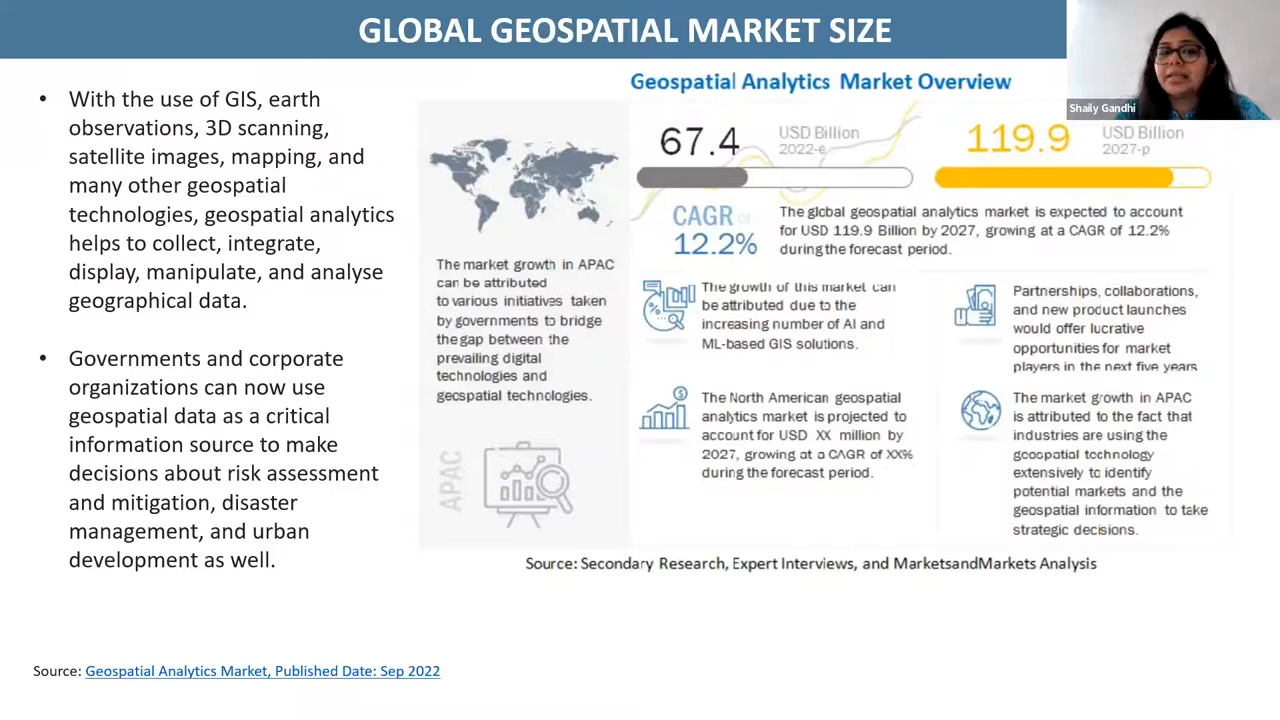 GLOBAL GEOSPATIAL MARKET SIZE
Shaily Gandhi
• With the use of GIS, earth
observations, 3D scanning,
satellite images, mapping, and
many other geospatial
technologies, geospatial analytics
helps to collect, integrate,
display, manipulate, and analyse
geographical data.
• Governments and corporate
organizations can now use
geospatial data as a critical
information source to make
decisions about risk assessment
and mitigation, disaster
management, and urban
development as well.
Geospatial Analytics Market Overview
The market growth in APAC
can be attributed
to various initiatives taken
by governments to bridge
the gap between the
prevailing digital
technologies and
geospatial technologies.
APAC
67.4
USD Billion
2022-e
119.9
USD Billion
2027-p
CAGR of
12.2%
The global geospatial analytics market is expected to account
for USD 119.9 Billion by 2027, growing at a CAGR of 12.2%
during the forecast period.
The growth of this market can
be attributed due to the
increasing number of AI and
ML-based GIS solutions.
Partnerships, collaborations,
and new product launches
would offer lucrative
opportunities for market
players in the next five years
The North American geospatial
analytics market is projected to
account for USD XX million by
2027, growing at a CAGR of XX%
during the forecast period.
The market growth in APAC
is attributed to the fact that
industries are using the
geospatial technology
extensively to identify
potential markets and the
geospatial information to take
strategic decisions.
Source: Secondary Research, Expert Interviews, and MarketsandMarkets Analysis
Source: Geospatial Analytics Market, Published Date: Sep 2022